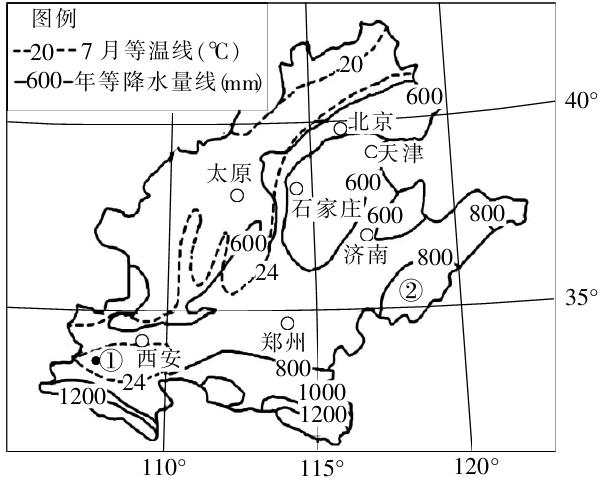 图例
20 7月等温线(℃)
600 年等降水量线(mm)
20
600
40°
北京
天津
太原
石家庄
600
600
800
济南
600
24
800
②
35°
郑州
西安
①
24
800
1000
1200
1200
110°
115°
120°